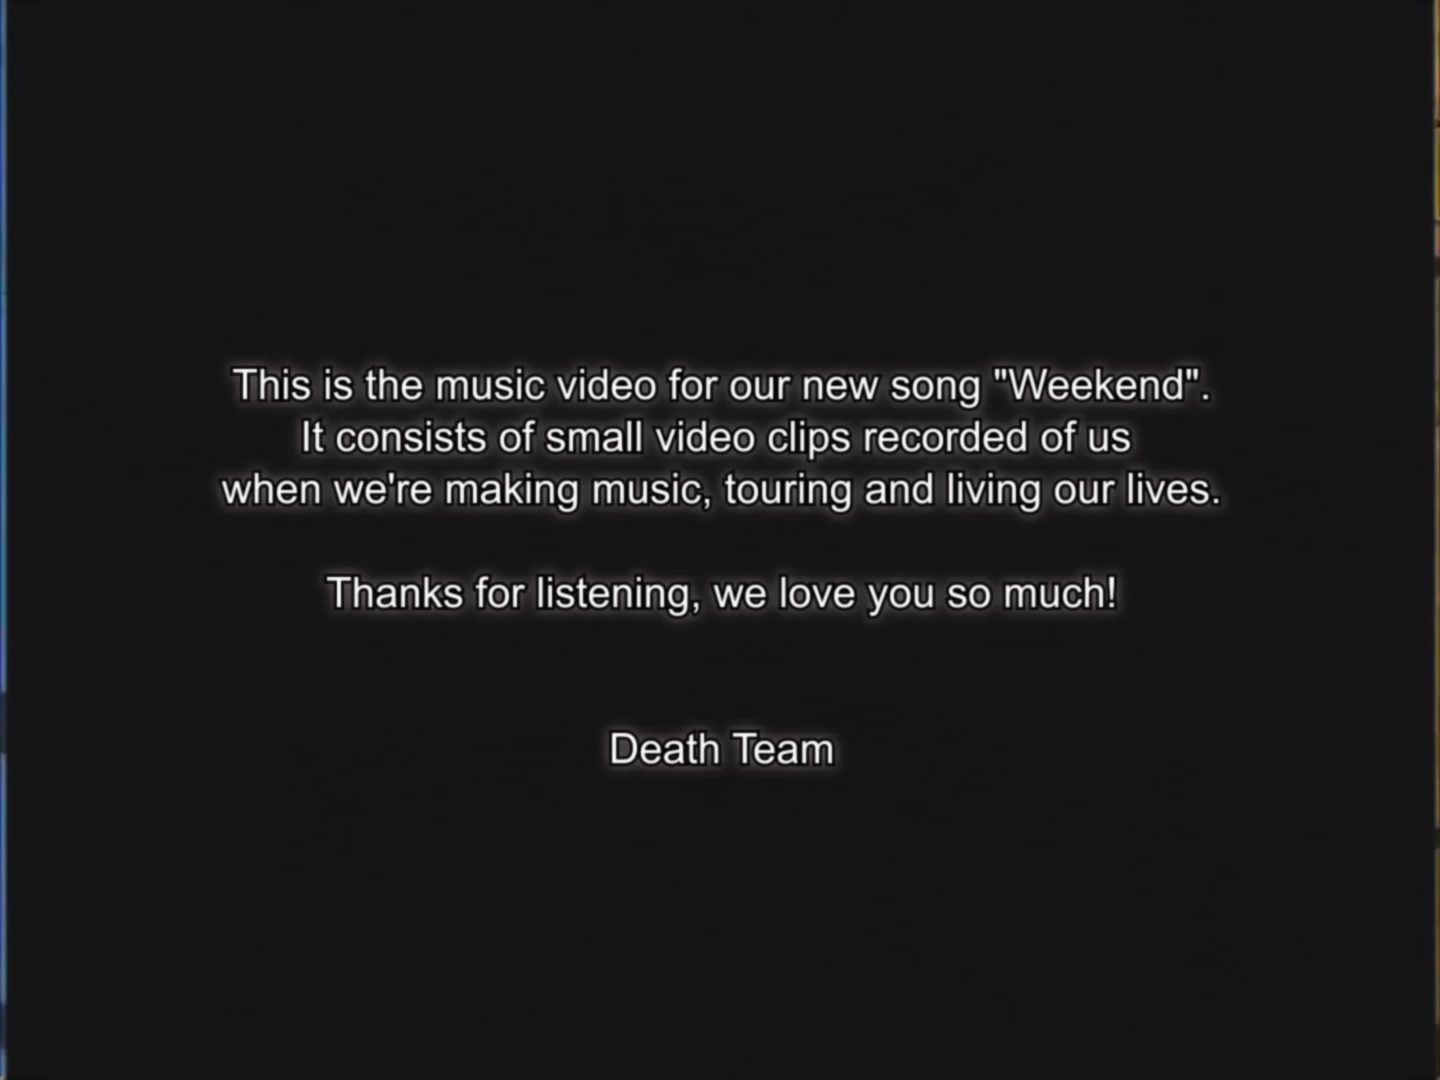 This is the music video for our new song "Weekend".
It consists of small video clips recorded of us
when we're making music, touring and living our lives.
Thanks for listening, we love you so much!
Death Team